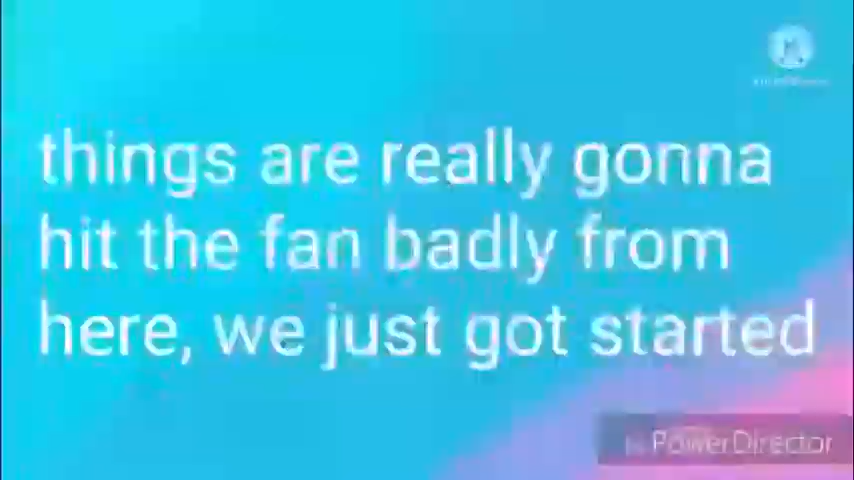 things are really gonna
hit the fan badly from
here, we just got started
PowerDirector